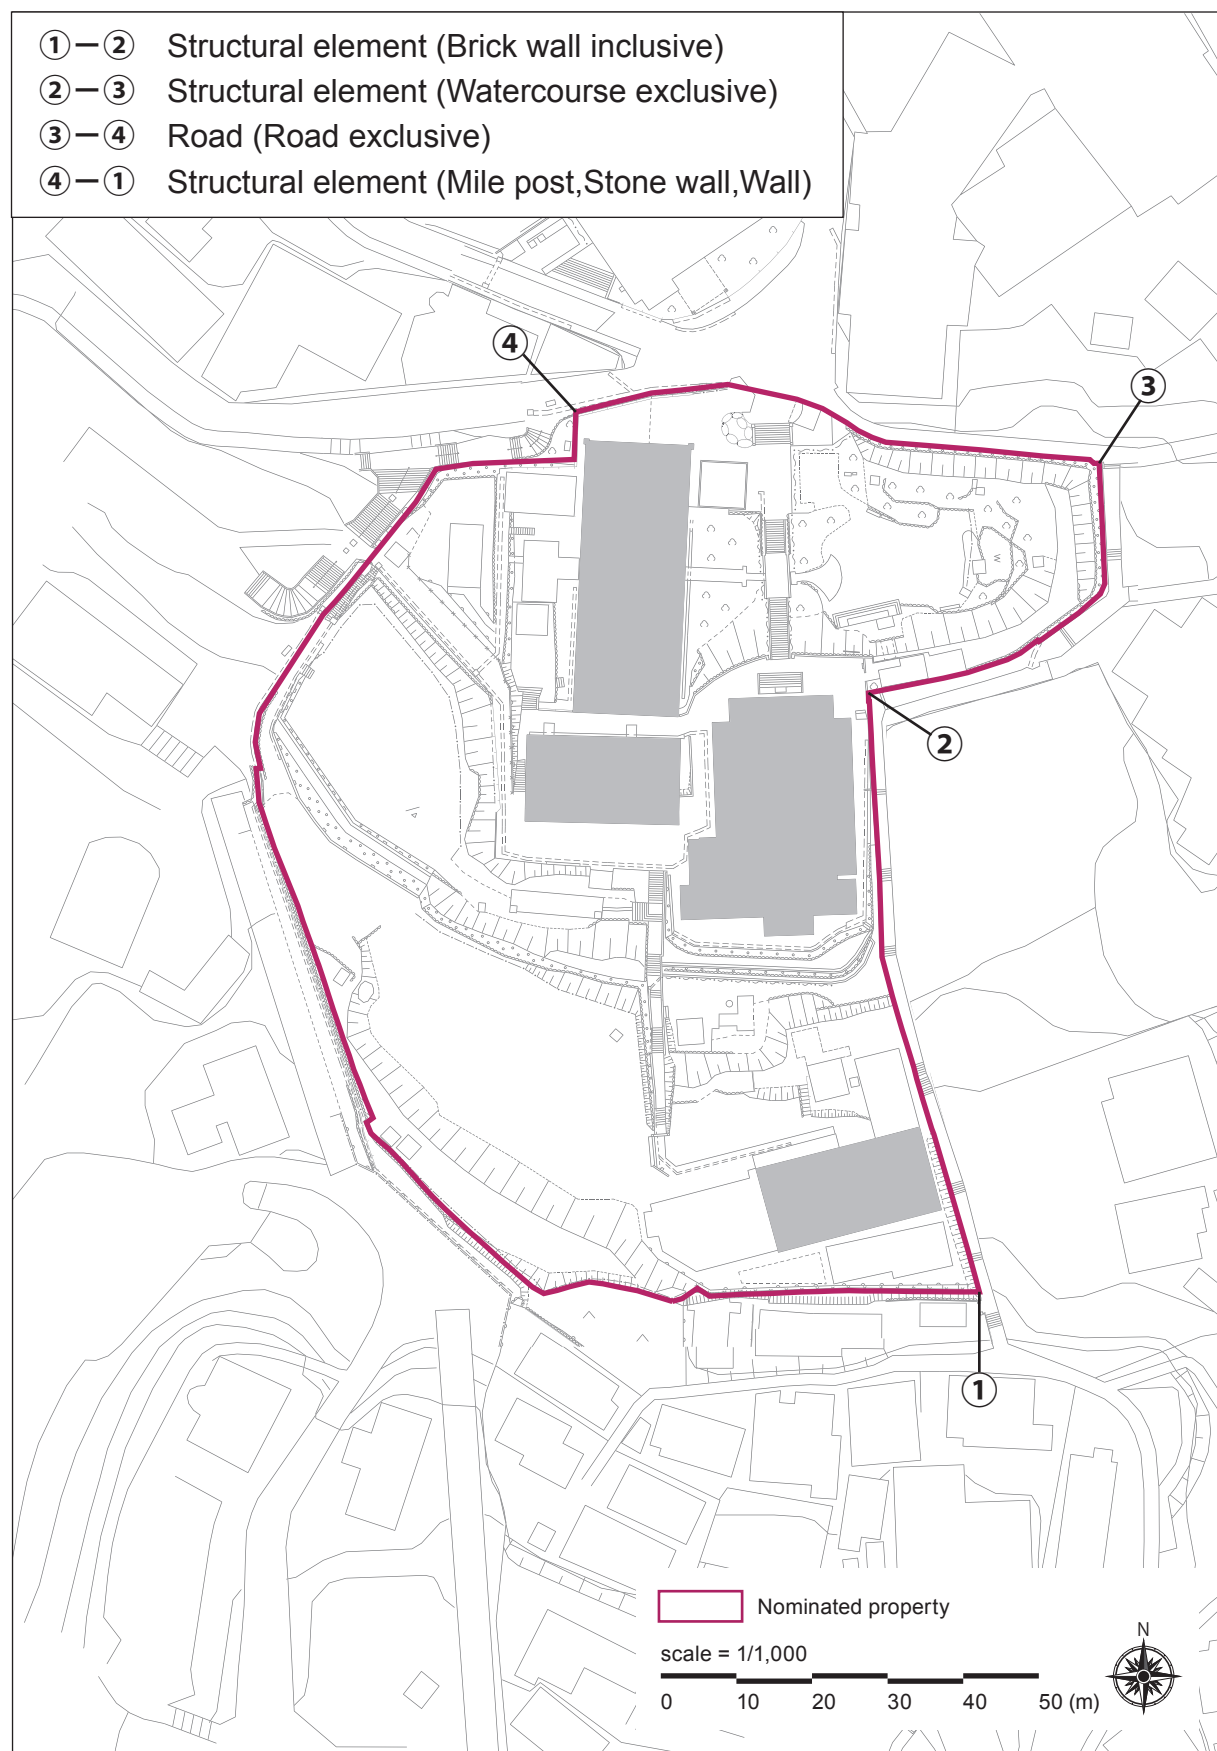 ①－② Structural element (Brick wall inclusive)
②－③ Structural element (Watercourse exclusive)
③－④ Road (Road exclusive)
④－① Structural element (Mile post,Stone wall,Wall)
④
③
②
W
①
Nominated property
scale = 1/1,000
N
0 10 20 30 40 50 (m)